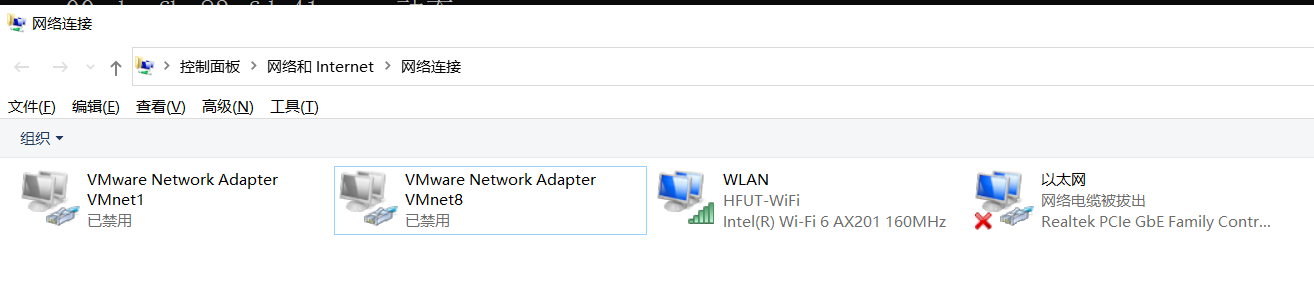 网络连接
控制面板 > 网络和 Internet > 网络连接
文件(F) 编辑(E) 查看(V) 高级(N) 工具(T)
组织
VMware Network Adapter
VMnet1
已禁用
VMware Network Adapter
VMnet8
已禁用
WLAN
HFUT-WiFi
Intel(R) Wi-Fi 6 AX201 160MHz
以太网
网络电缆被拔出
Realtek PCIe GbE Family Contr...